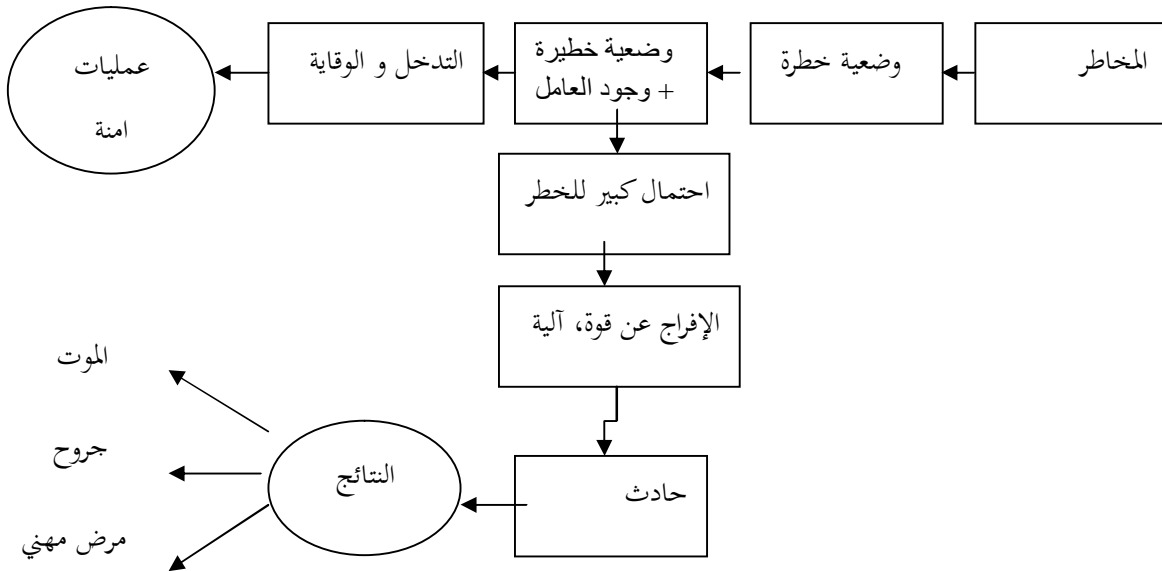 المخاطر
وضعية خطرة
وضعية خطيرة
+ وجود العامل
التدخل و الوقاية
عمليات
امنة
احتمال كبير للخطر
الإفراج عن قوة، آلية
حادث
النتائج
الموت
جروح
مرض مهني